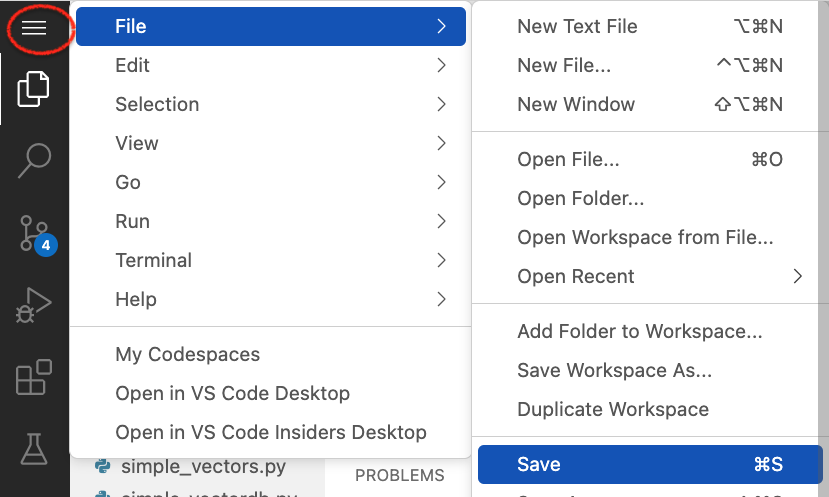 File
Edit
Selection
View
Go
Run
Terminal
Help
My Codespaces
Open in VS Code Desktop
Open in VS Code Insiders Desktop
New Text File ⌥⌘N
New File... ^⌥⌘N
New Window ⇧⌥⌘N
Open File... ⌘O
Open Folder...
Open Workspace from File...
Open Recent
Add Folder to Workspace...
Save Workspace As...
Duplicate Workspace
Save ⌘S
4
simple_vectors.py
PROBLEMS